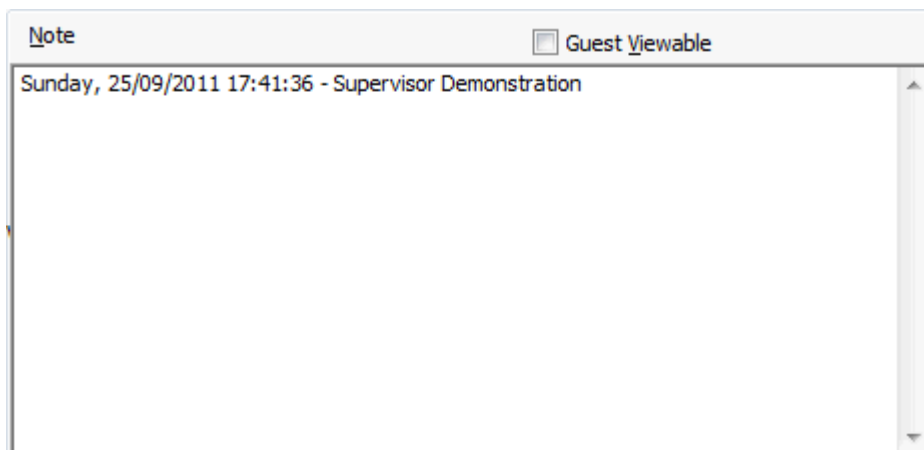 Note
Guest Viewable
Sunday, 25/09/2011 17:41:36 - Supervisor Demonstration